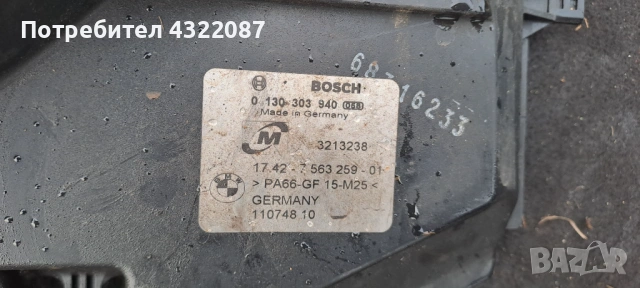 Потребител 4322087
68716233
BOSCH
0 130 303 940
Made in Germany
M
3213238
17.42 - 7 563 259 - 01
> PA66-GF 15-M25 <
GERMANY
110748 10
BAZAR